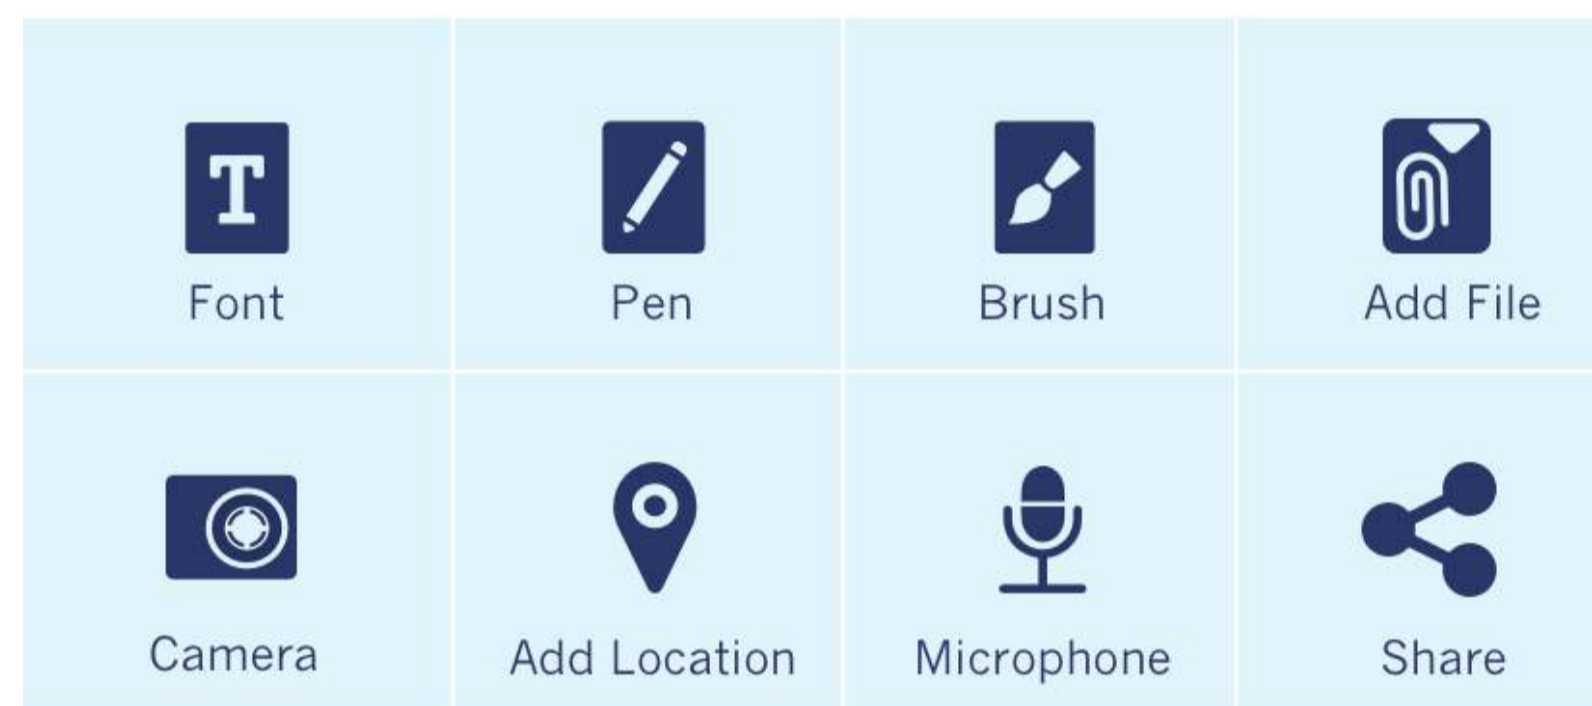 T
Font
Pen
Brush
Add File
Camera
Add Location
Microphone
Share